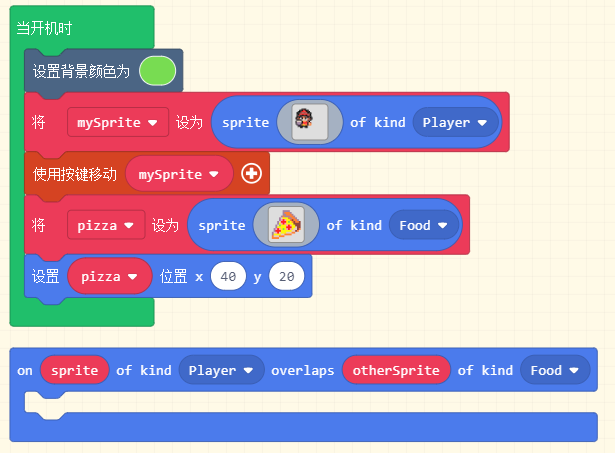 当开机时
设置背景颜色为
将 mySprite 设为 sprite of kind Player
使用按键移动 mySprite
将 pizza 设为 sprite of kind Food
设置 pizza 位置 x 40 y 20
on sprite of kind Player overlaps otherSprite of kind Food